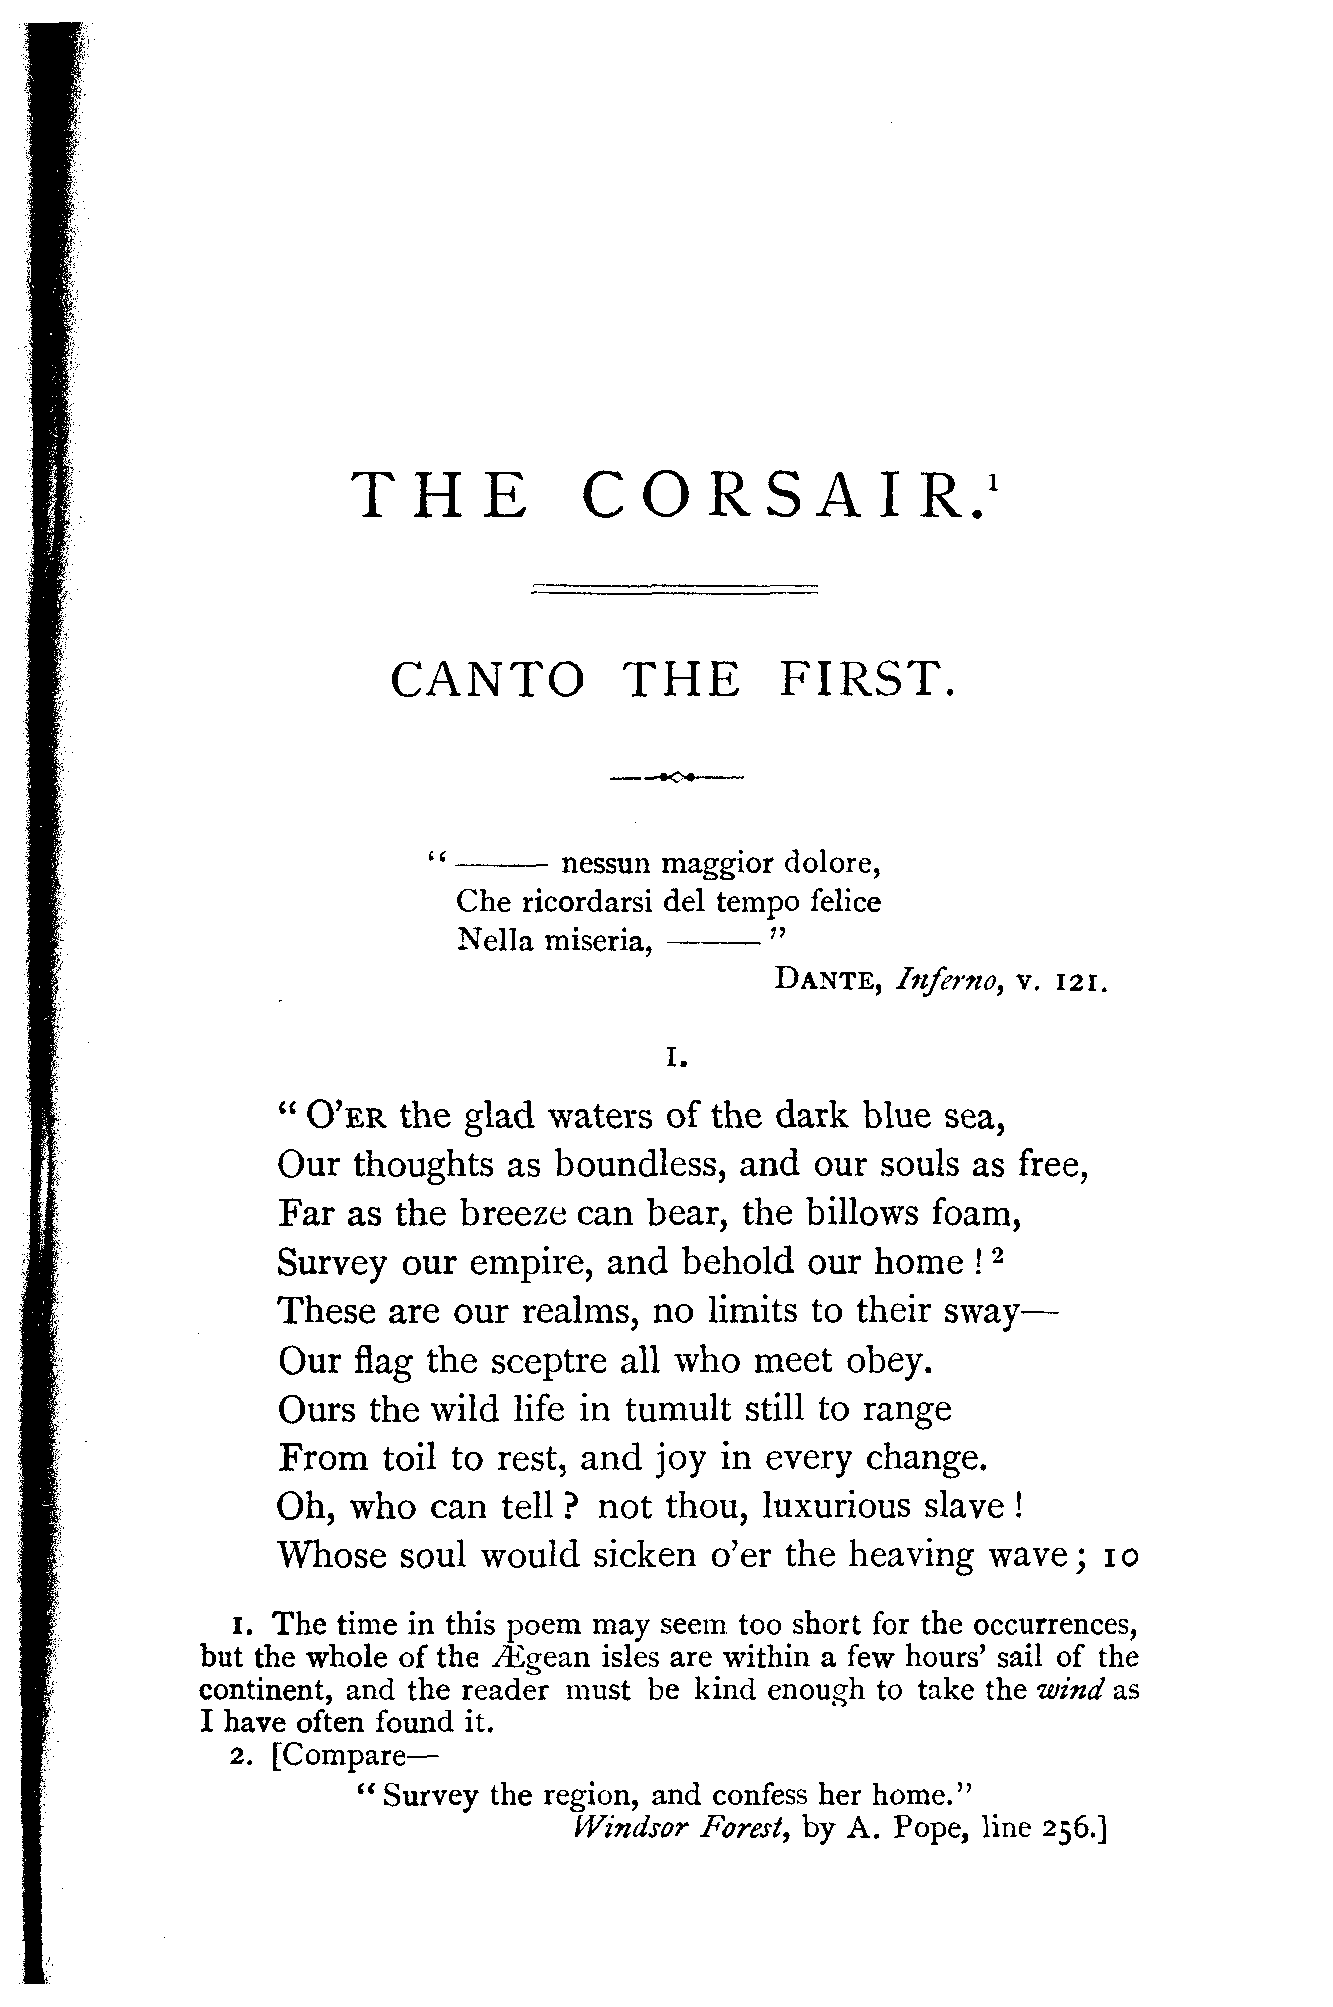 THE CORSAIR.¹
CANTO THE FIRST.
“—— nessun maggior dolore,
Che ricordarsi del tempo felice
Nella miseria, ——”
DANTE, Inferno, v. 121.
I.
“O’ER the glad waters of the dark blue sea,
Our thoughts as boundless, and our souls as free,
Far as the breeze can bear, the billows foam,
Survey our empire, and behold our home!²
These are our realms, no limits to their sway—
Our flag the sceptre all who meet obey.
Ours the wild life in tumult still to range
From toil to rest, and joy in every change.
Oh, who can tell? not thou, luxurious slave!
Whose soul would sicken o’er the heaving wave; 10
1. The time in this poem may seem too short for the occurrences,
but the whole of the Ægean isles are within a few hours’ sail of the
continent, and the reader must be kind enough to take the wind as
I have often found it.
2. [Compare—
“Survey the region, and confess her home.”
Windsor Forest, by A. Pope, line 256.]